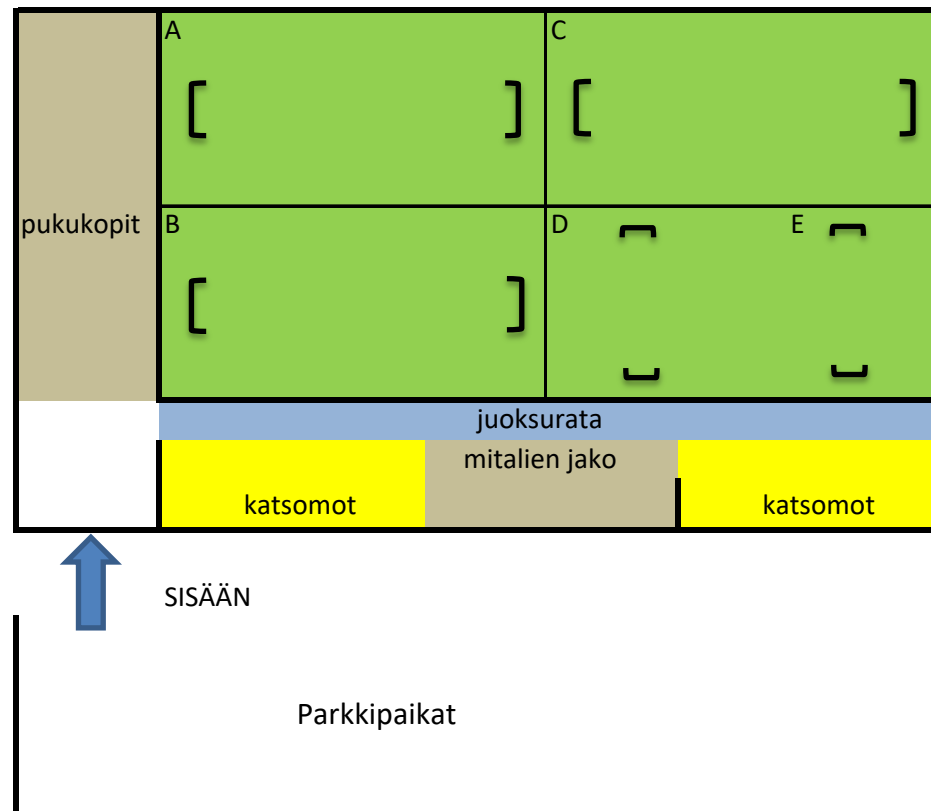 A
C
pukukopit
B
D
E
juoksurata
mitalien jako
katsomot
katsomot
SISÄÄN
Parkkipaikat